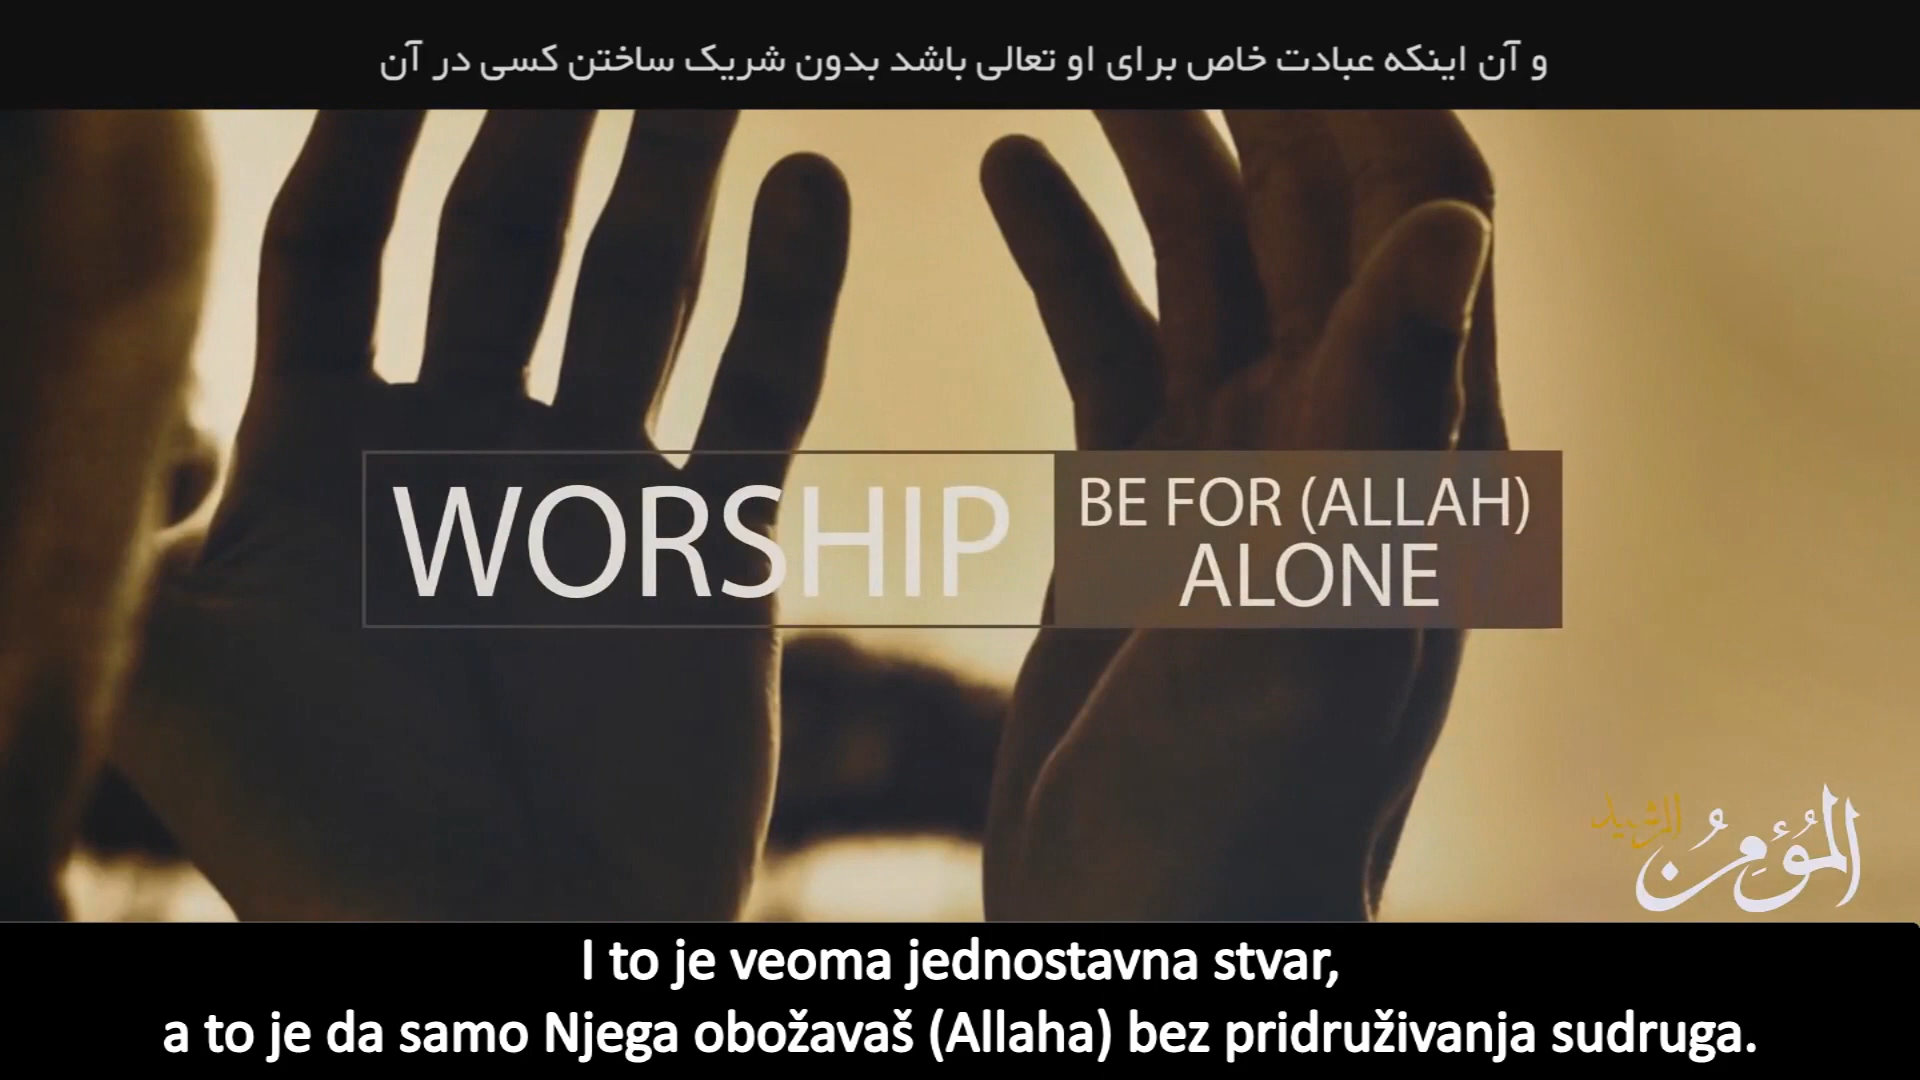 و آن اینکه عبادت خاص برای او تعالی باشد بدون شریک ساختن کسی در آن
WORSHIP
BE FOR (ALLAH)
ALONE
المؤمن
الرشيد
I to je veoma jednostavna stvar,
a to je da samo Njega obožavaš (Allaha) bez pridruživanja sudruga.